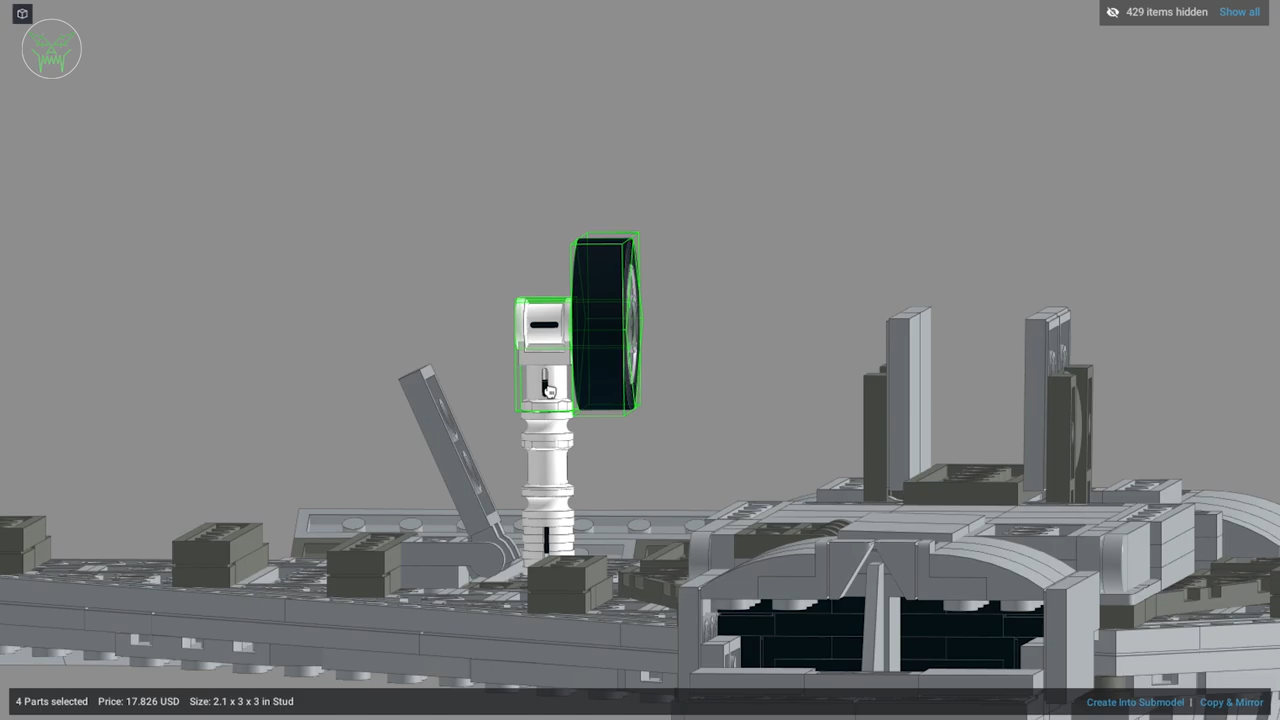 429 items hidden Show all
4 Parts selected Price: 17.826 USD Size: 2.1 x 3 x 3 in Stud
Create Into Submodel | Copy & Mirror